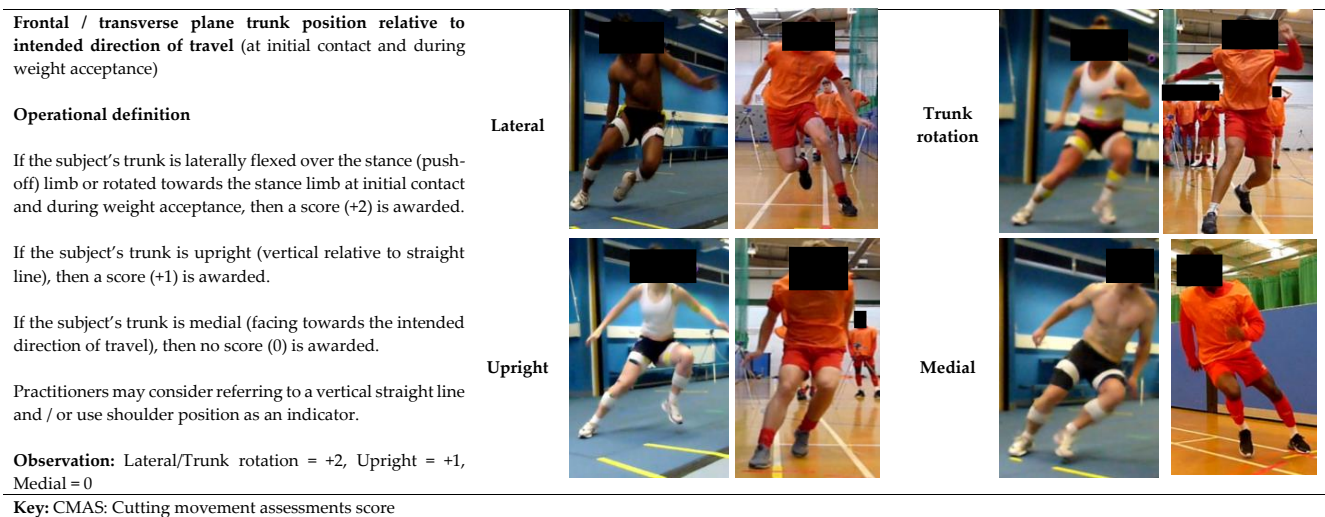 Frontal / transverse plane trunk position relative to
intended direction of travel (at initial contact and during
weight acceptance)
Operational definition
If the subject's trunk is laterally flexed over the stance (push-
off) limb or rotated towards the stance limb at initial contact
and during weight acceptance, then a score (+2) is awarded.
If the subject's trunk is upright (vertical relative to straight
line), then a score (+1) is awarded.
If the subject's trunk is medial (facing towards the intended
direction of travel), then no score (0) is awarded.
Practitioners may consider referring to a vertical straight line
and / or use shoulder position as an indicator.
Observation: Lateral/Trunk rotation = +2, Upright = +1,
Medial = 0
Lateral
Trunk
rotation
Upright
Medial
Key: CMAS: Cutting movement assessments score